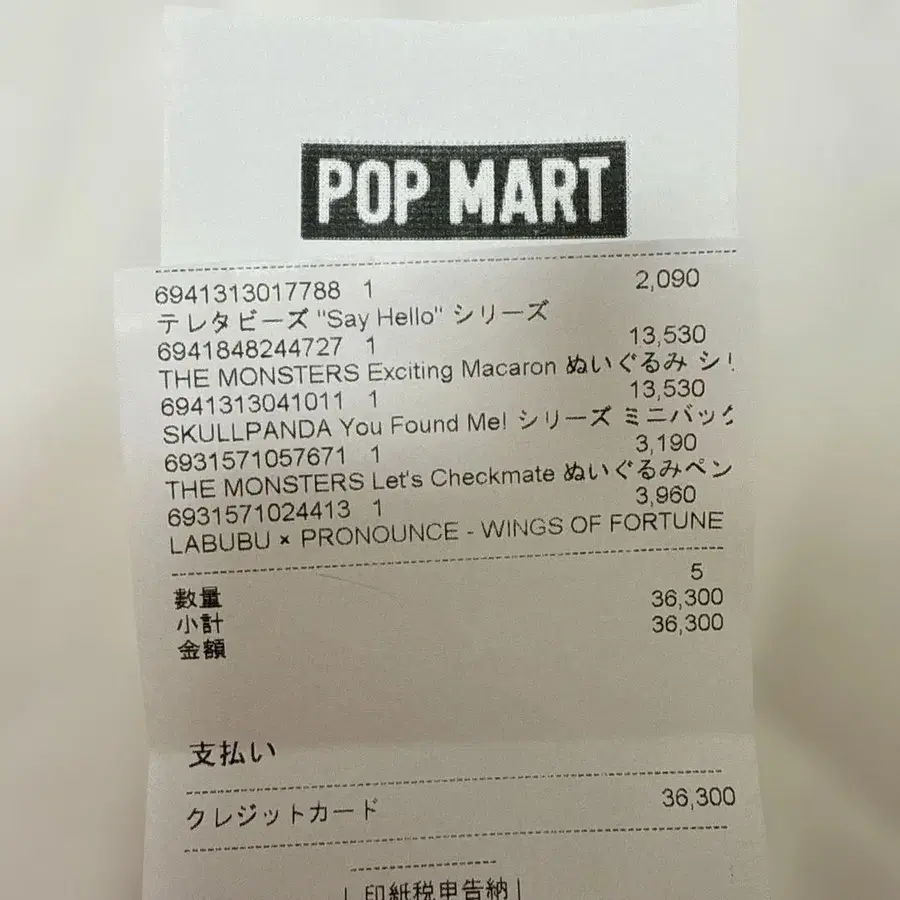 POP MART
6941313017788 1 2,090
テレタビーズ "Say Hello" シリーズ
6941848244727 1 13,530
THE MONSTERS Exciting Macaron ぬいぐるみ シリ
6941313041011 1 13,530
SKULLPANDA You Found Me! シリーズ ミニバッグ
6931571057671 1 3,190
THE MONSTERS Let's Checkmate ぬいぐるみペン
6931571024413 1 3,960
LABUBU × PRONOUNCE - WINGS OF FORTUNE
数量 5
小計 36,300
金額 36,300
支払い
クレジットカード 36,300
印紙税申告納